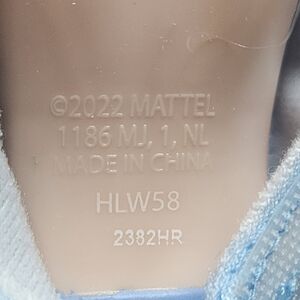 ©2022 MATTEL
1186 MJ, 1, NL
MADE IN CHINA
HLW58
2382HR